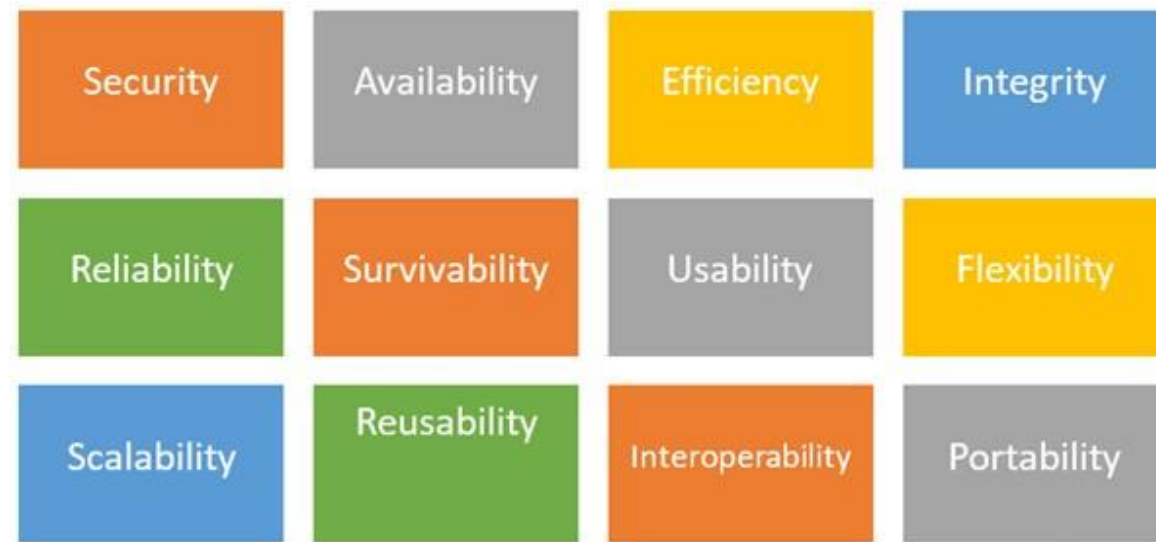 Security
Availability
Efficiency
Integrity
Reliability
Survivability
Usability
Flexibility
Scalability
Reusability
Interoperability
Portability